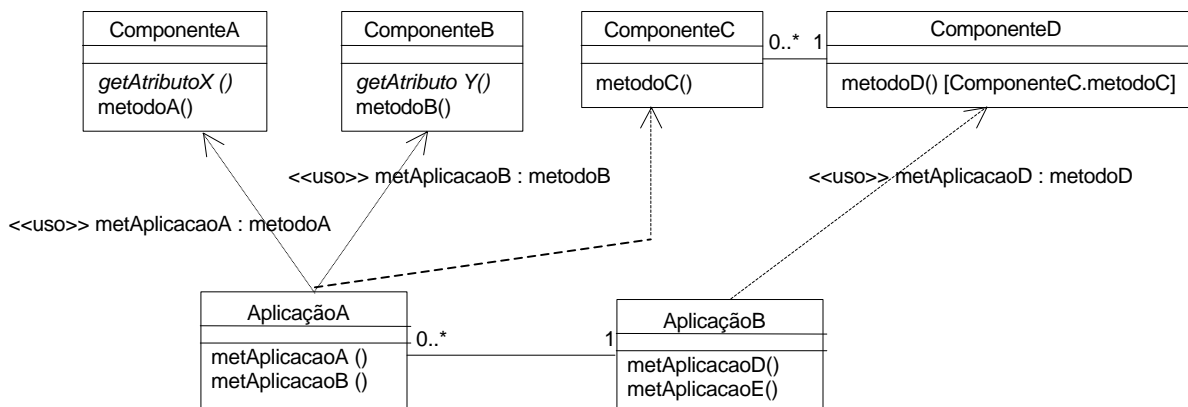 ComponenteA
getAtributoX ()
metodoA()
ComponenteB
getAtributo Y()
metodoB()
ComponenteC
metodoC()
0..* 1
ComponenteD
metodoD() [ComponenteC.metodoC]
<<uso>> metAplicacaoB : metodoB
<<uso>> metAplicacaoD : metodoD
<<uso>> metAplicacaoA : metodoA
AplicaçãoA
metAplicacaoA ()
metAplicacaoB ()
0..* 1
AplicaçãoB
metAplicacaoD()
metAplicacaoE()